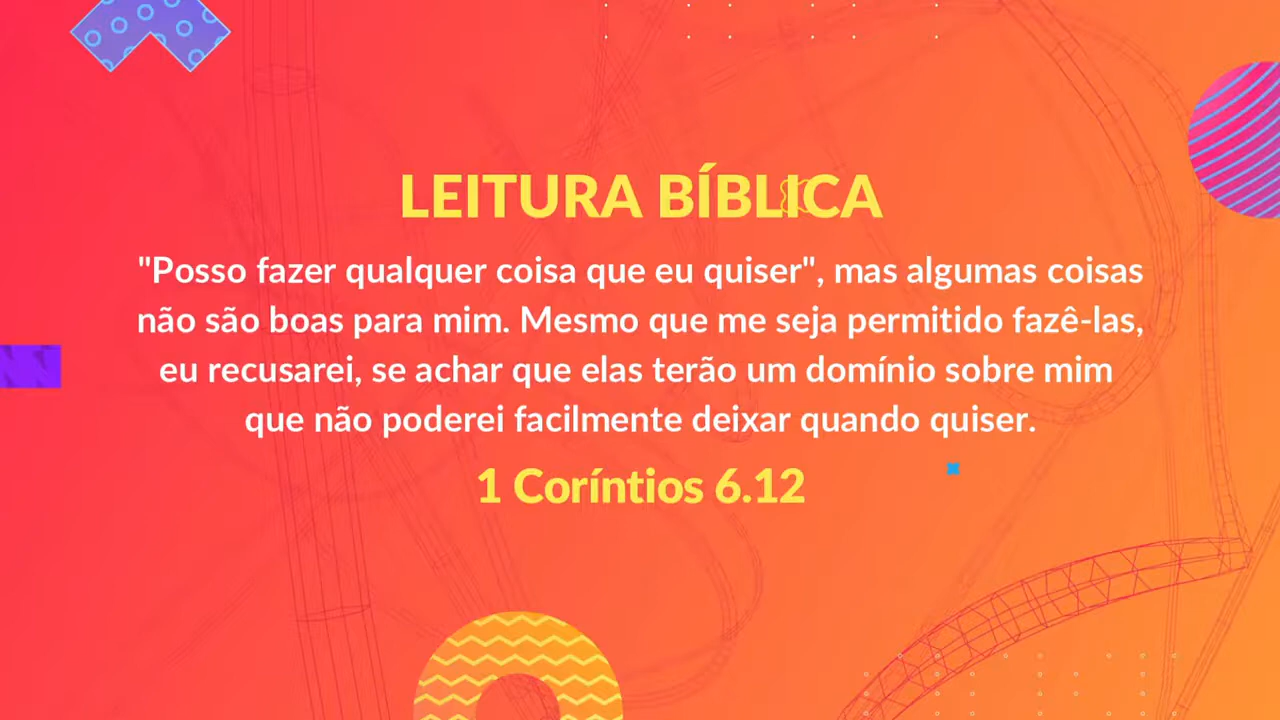 LEITURA BÍBLICA
"Posso fazer qualquer coisa que eu quiser", mas algumas coisas
não são boas para mim. Mesmo que me seja permitido fazê-las,
eu recusarei, se achar que elas terão um domínio sobre mim
que não poderei facilmente deixar quando quiser.
1 Coríntios 6.12